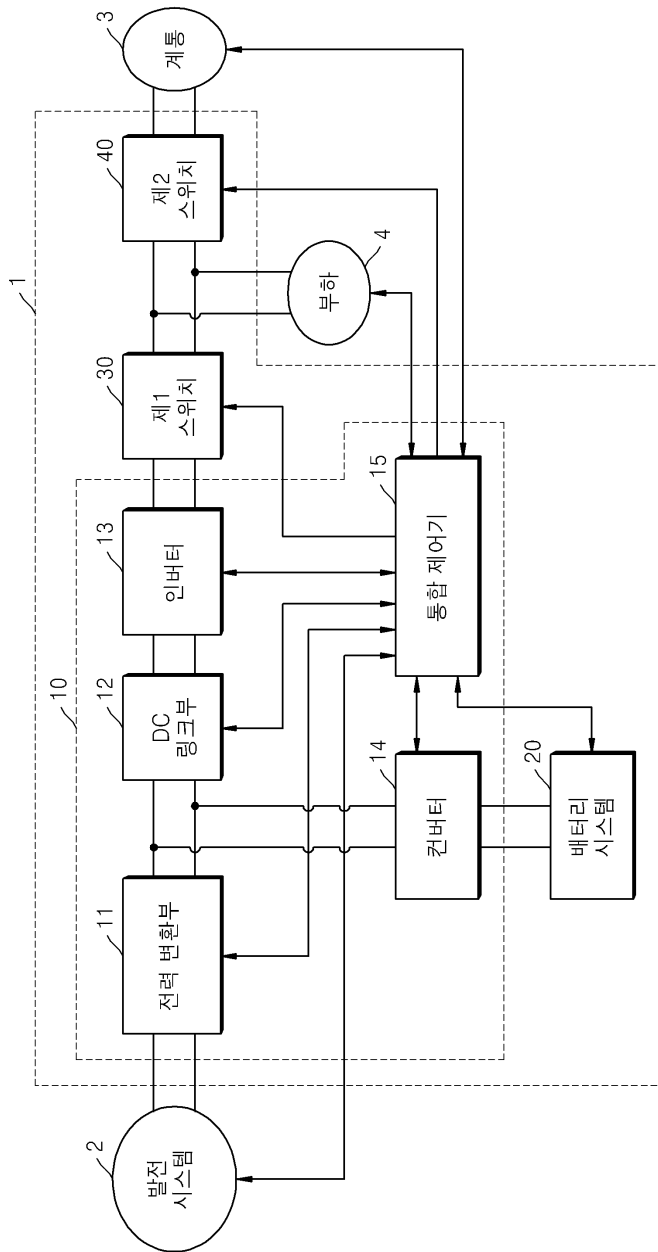 1
10
2
발전
시스템
11
전력 변환부
12
DC
링크부
13
인버터
30
제1
스위치
40
제2
스위치
3
계통
4
부하
14
컨버터
15
통합 제어기
20
배터리
시스템